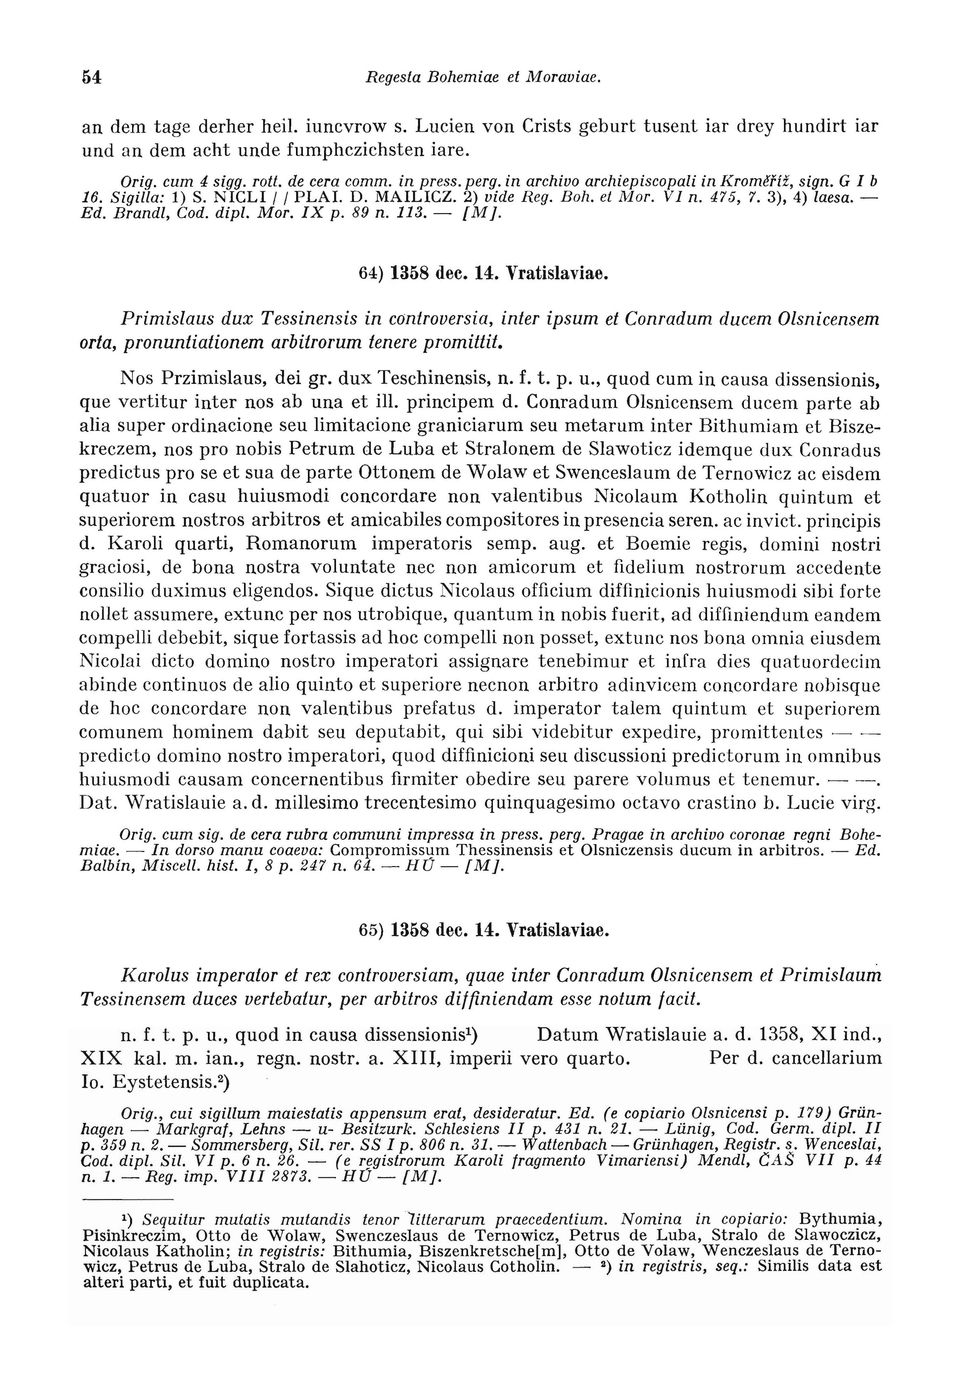 54 Regesta Bohemiae et Moraviae.
an dem tage derher heil. iuncvrow s. Lucien von Crists geburt tusent iar drey hundirt iar
und an dem acht unde fumphczichsten iare.
Orig. cum 4 sigg. rott. de cera comm. in press. perg. in archivo archiepiscopali in Kroměříž, sign. G I b
16. Sigilla: 1) S. NICLI / / PLAI. D. MAILICZ. 2) vide Reg. Boh. et Mor. VI n. 475, 7. 3), 4) laesa. —
Ed. Brandl, Cod. dipl. Mor. IX p. 89 n. 113. — [M].
64) 1358 dec. 14. Vratislaviae.
Primislaus dux Tessinensis in controversia, inter ipsum et Conradum ducem Olsnicensem
orta, pronuntiationem arbitrorum tenere promittit.
Nos Przimislaus, dei gr. dux Teschinensis, n. f. t. p. u., quod cum in causa dissensionis,
que vertitur inter nos ab una et ill. principem d. Conradum Olsnicensem ducem parte ab
alia super ordinacione seu limitacione graniciarum seu metarum inter Bithumiam et Bisze-
kreczem, nos pro nobis Petrum de Luba et Stralonem de Slawoticz idemque dux Conradus
predictus pro se et sua de parte Ottonem de Wolaw et Swenceslaum de Ternowicz ac eisdem
quatuor in casu huiusmodi concordare non valentibus Nicolaum Kotholin quintum et
superiorem nostros arbitros et amicabiles compositores in presencia seren. ac invict. principis
d. Karoli quarti, Romanorum imperatoris semp. aug. et Boemie regis, domini nostri
graciosi, de bona nostra voluntate nec non amicorum et fidelium nostrorum accedente
consilio duximus eligendos. Sique dictus Nicolaus officium diffinicionis huiusmodi sibi forte
nollet assumere, extunc per nos utrobique, quantum in nobis fuerit, ad diffiniendum eandem
compelli debebit, sique fortassis ad hoc compelli non posset, extunc nos bona omnia eiusdem
Nicolai dicto domino nostro imperatori assignare tenebimur et infra dies quatuordecim
abinde continuos de alio quinto et superiore necnon arbitro adinvicem concordare nobisque
de hoc concordare non valentibus prefatus d. imperator talem quintum et superiorem
comunem hominem dabit seu deputabit, qui sibi videbitur expedire, promittentes — —
predicto domino nostro imperatori, quod diffinicioni seu discussioni predictorum in omnibus
huiusmodi causam concernentibus firmiter obedire seu parere volumus et tenemur. — —.
Dat. Wratislauie a. d. millesimo trecentesimo quinquagesimo octavo crastino b. Lucie virg.
Orig. cum sig. de cera rubra communi impressa in press. perg. Pragae in archivo coronae regni Bohe-
miae. — In dorso manu coaeva: Compromissum Thessinensis et Olsniczensis ducum in arbitros. — Ed.
Balbín, Miscell. hist. I, 8 p. 247 n. 64. — HÚ — [M].
65) 1358 dec. 14. Vratislaviae.
Karolus imperator et rex controversiam, quae inter Conradum Olsnicensem et Primislaum
Tessinensem duces vertebatur, per arbitros diffiniendam esse notum facit.
n. f. t. p. u., quod in causa dissensionis¹) Datum Wratislauie a. d. 1358, XI ind.,
XIX kal. m. ian., regn. nostr. a. XIII, imperii vero quarto. Per d. cancellarium
Io. Eystetensis.²)
Orig., cui sigillum maiestatis appensum erat, desideratur. Ed. (e copiario Olsnicensi p. 179) Grün-
hagen — Markgraf, Lehns — u- Besitzurk. Schlesiens II p. 431 n. 21. — Lünig, Cod. Germ. dipl. II
p. 359 n. 2. — Sommersberg, Sil. rer. SS I p. 806 n. 31. — Wattenbach — Grünhagen, Registr. s. Wenceslai,
Cod. dipl. Sil. VI p. 6 n. 26. — (e registrorum Karoli fragmento Vimariensi) Mendl, ČAŠ VII p. 44
n. 1. — Reg. imp. VIII 2873. — HÚ — [M].
¹) Sequitur mutatis mutandis tenor litterarum praecedentium. Nomina in copiario: Bythumia,
Pisinkreczim, Otto de Wolaw, Swenczeslaus de Ternowicz, Petrus de Luba, Stralo de Slawoczicz,
Nicolaus Katholin; in registris: Bithumia, Biszenkretsche[m], Otto de Volaw, Wenczeslaus de Terno-
wicz, Petrus de Luba, Stralo de Slahoticz, Nicolaus Cotholin. — ²) in registris, seq.: Similis data est
alteri parti, et fuit duplicata.